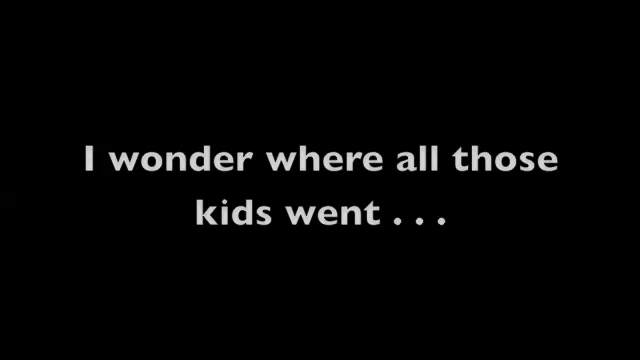 I wonder where all those
kids went . . .